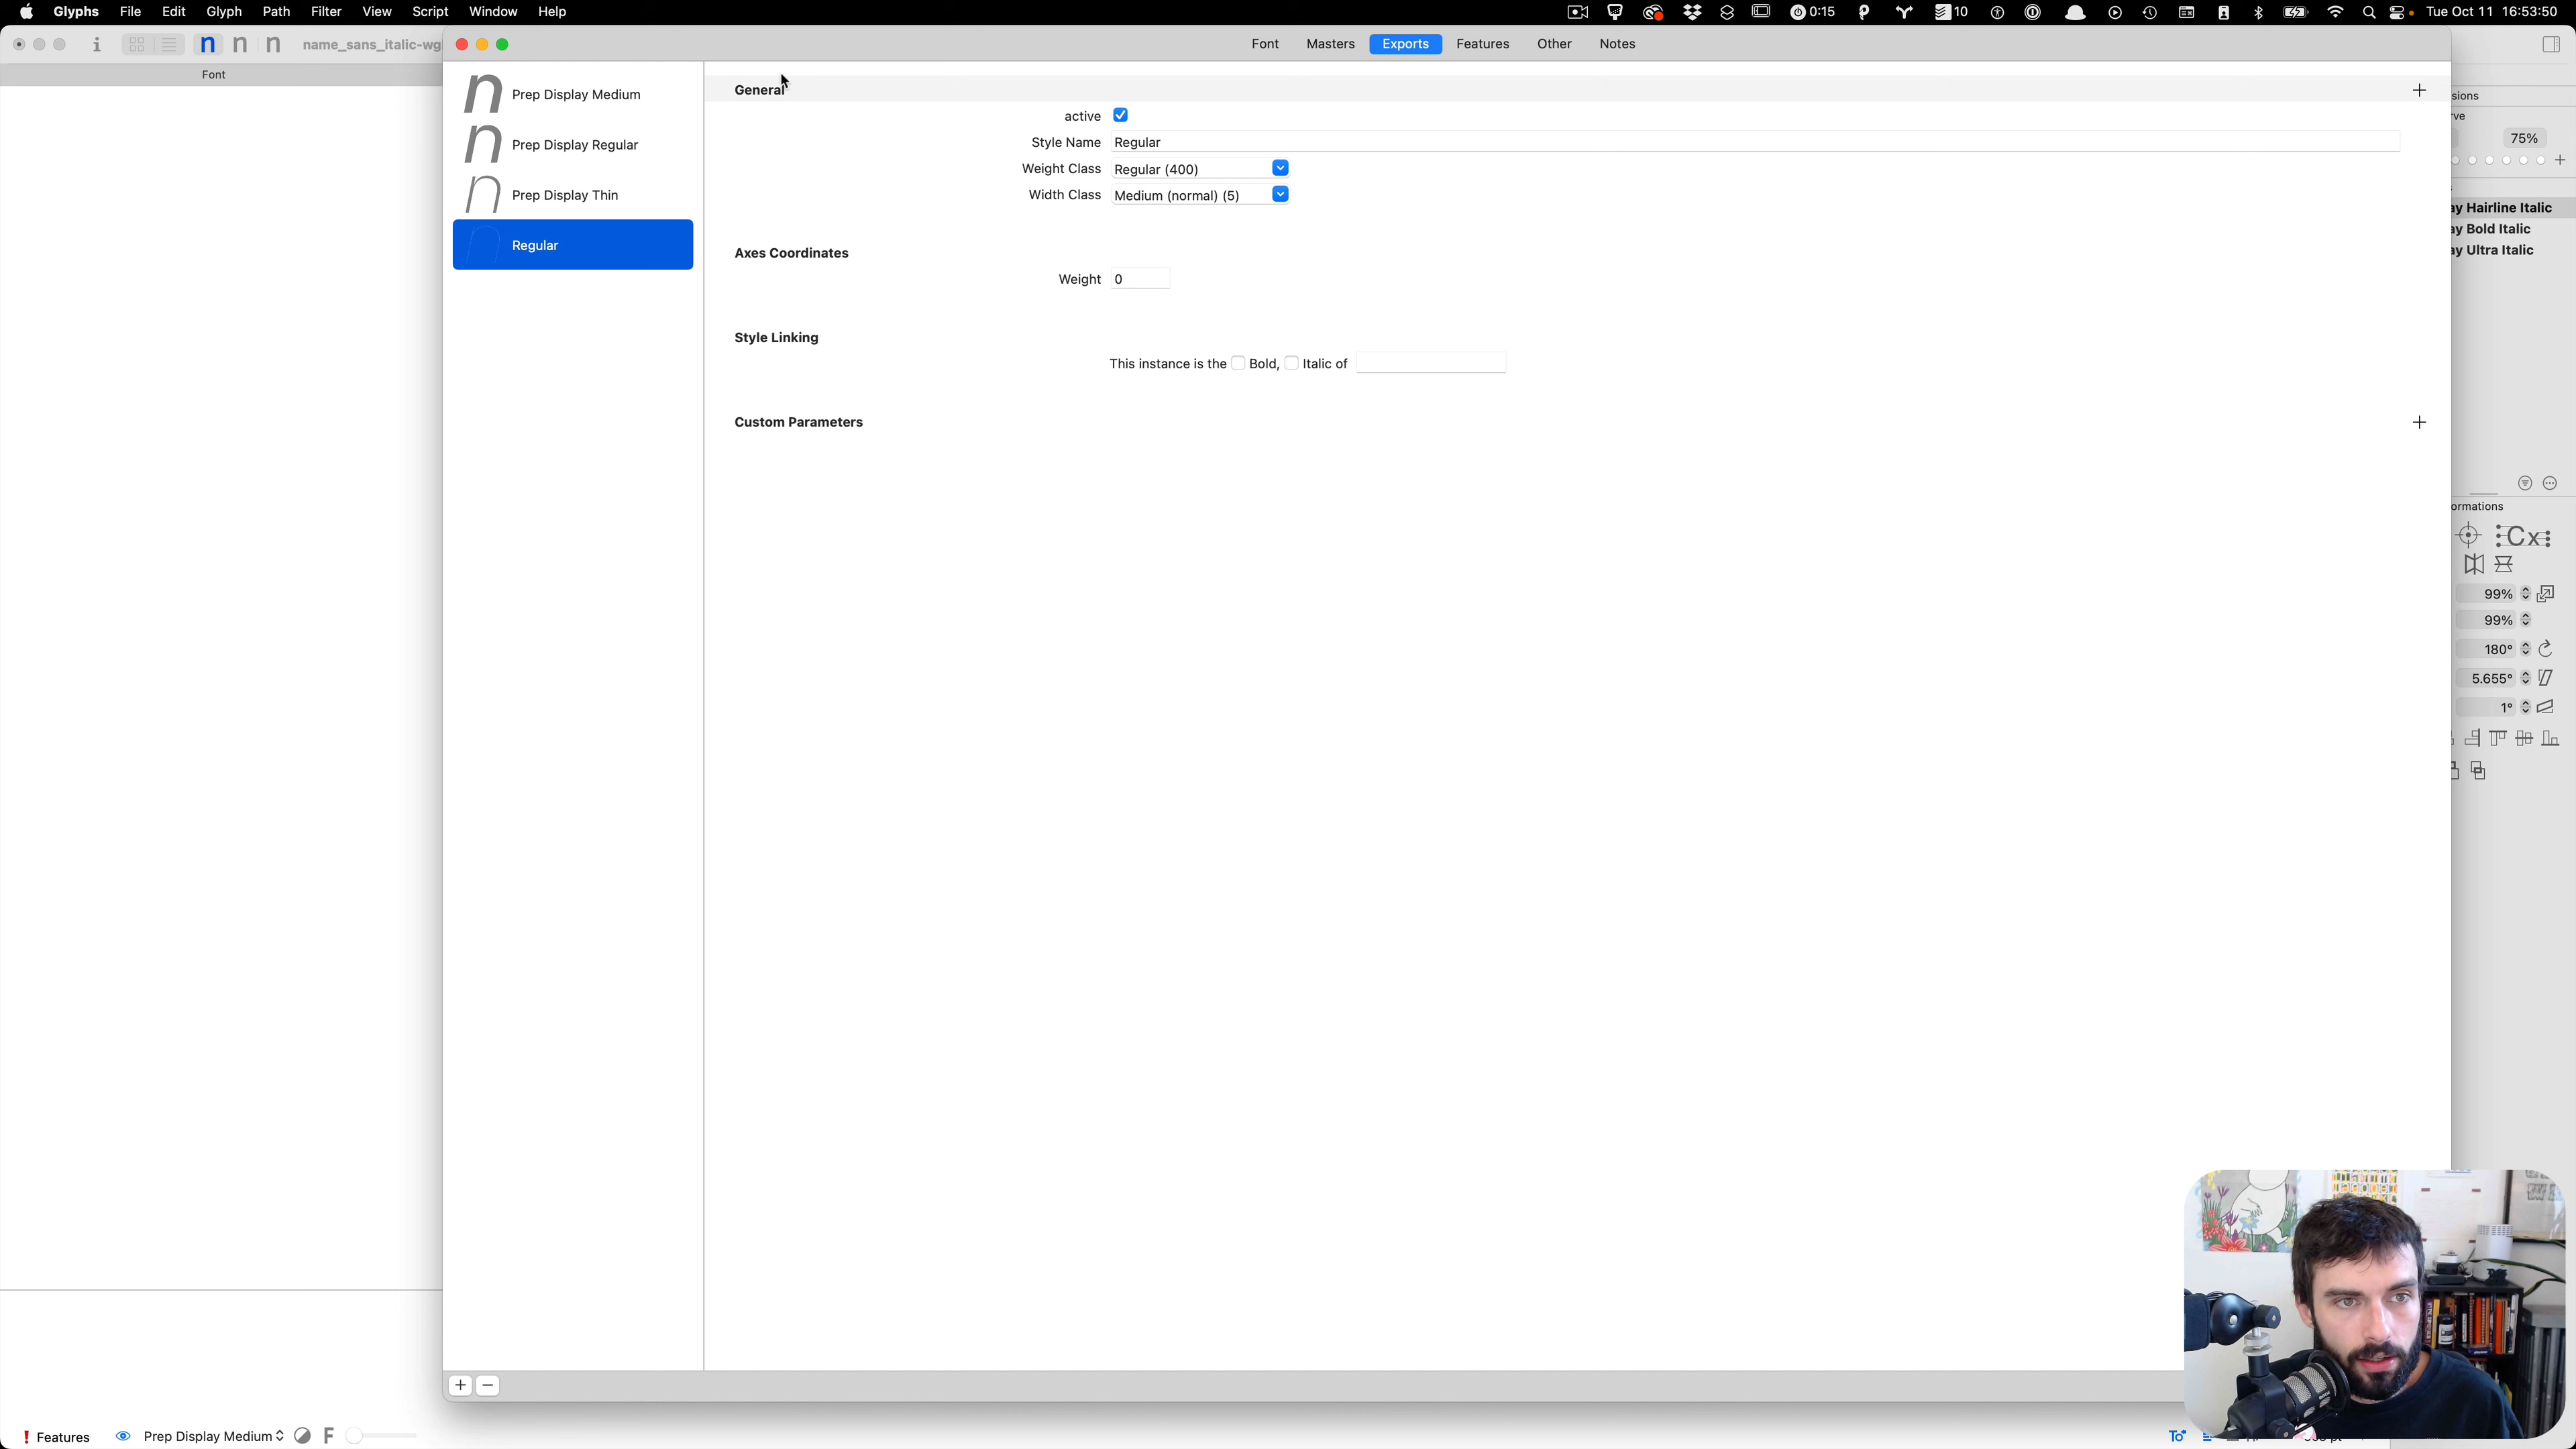 Glyphs File Edit Glyph Path Filter View Script Window Help 0:15 10 Tue Oct 11 16:53:50
n n n name_sans_italic-wg
Font Masters Exports Features Other Notes
Font
n Prep Display Medium
n Prep Display Regular
n Prep Display Thin
n Regular
General
active
Style Name Regular
Weight Class Regular (400)
Width Class Medium (normal) (5)
Axes Coordinates
Weight 0
Style Linking
This instance is the Bold, Italic of
Custom Parameters
sions
rve
75%
ay Hairline Italic
ay Bold Italic
ay Ultra Italic
ormations
Cx
99%
99%
180°
5.655°
1°
! Features Prep Display Medium F